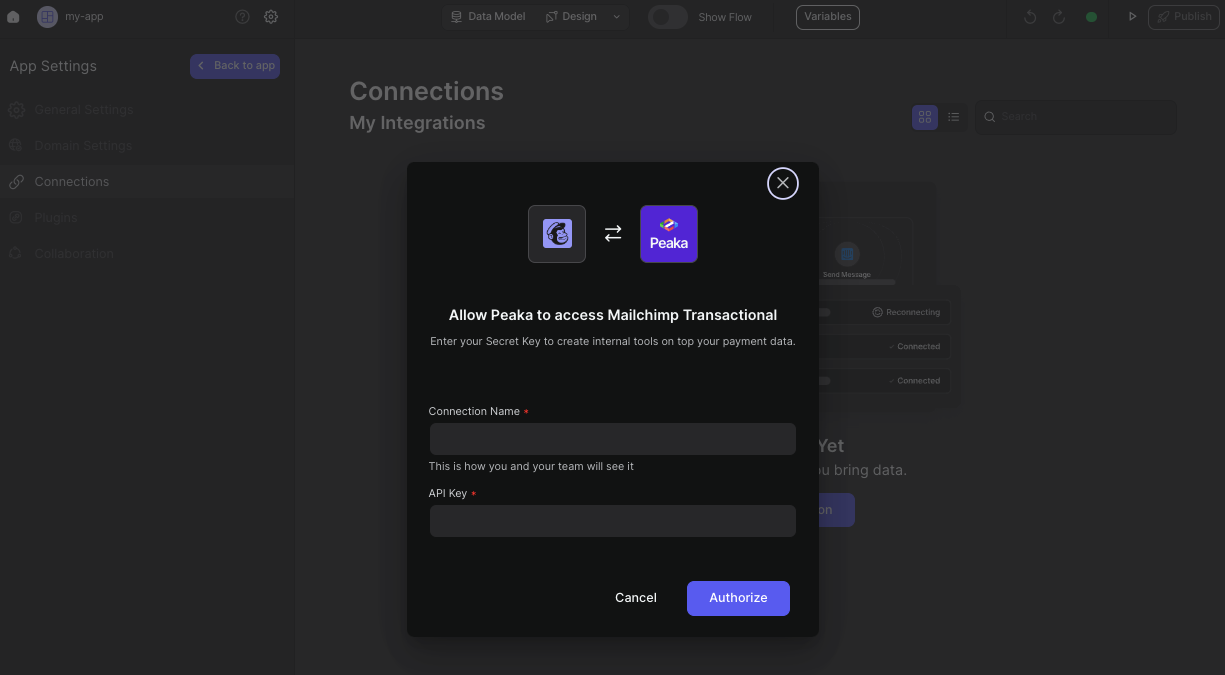 my-app
Data Model
Design
Show Flow
Variables
Publish
App Settings
Back to app
General Settings
Domain Settings
Connections
Plugins
Collaboration
Connections
My Integrations
Search
Peaka
Allow Peaka to access Mailchimp Transactional
Enter your Secret Key to create internal tools on top your payment data.
Connection Name *
This is how you and your team will see it
API Key *
Cancel
Authorize
Send Message
Reconnecting
Connected
Connected
Yet
bring data.